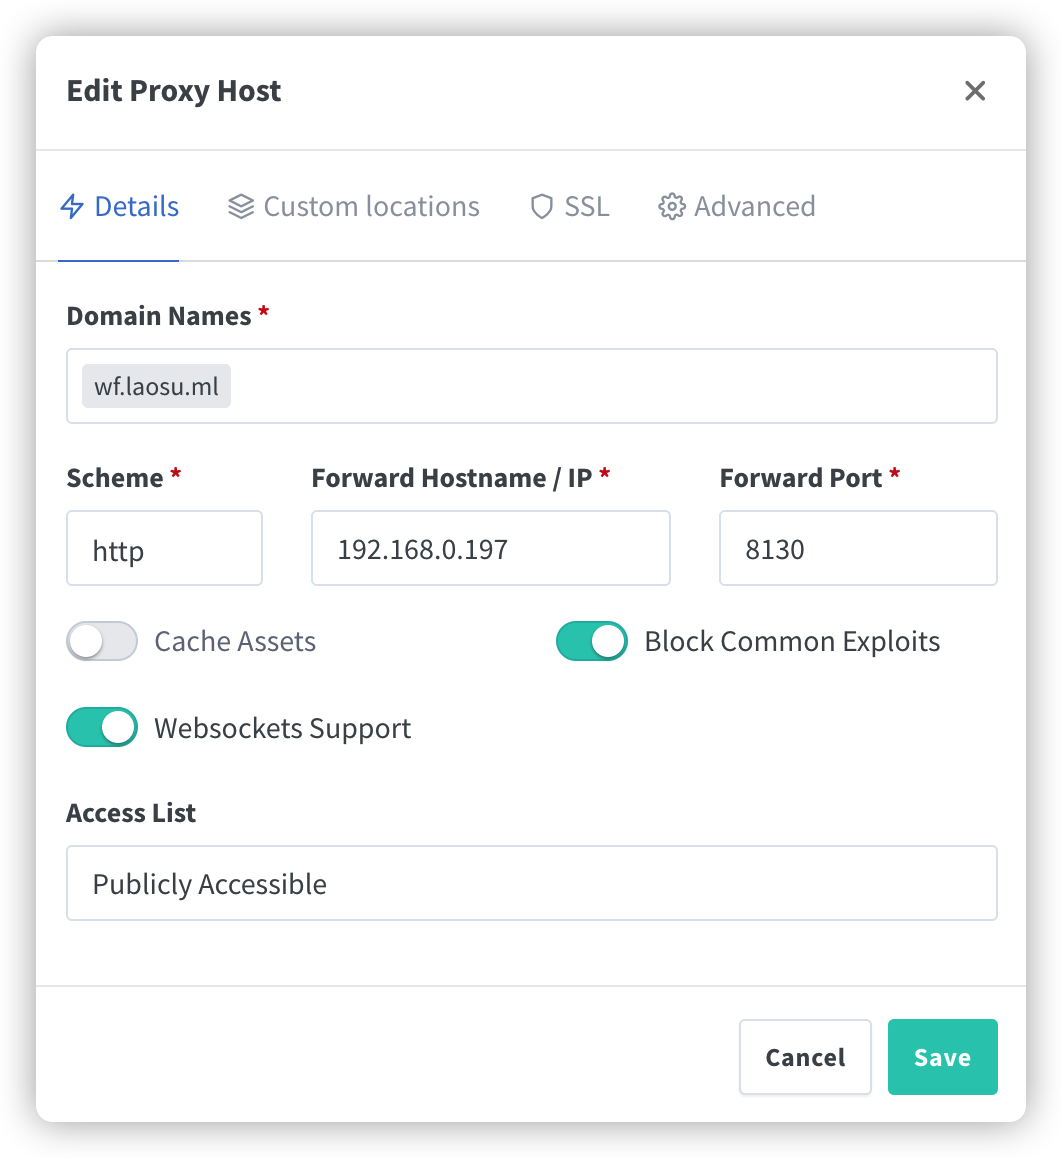 Edit Proxy Host
Details Custom locations SSL Advanced
Domain Names *
wf.laosu.ml
Scheme * Forward Hostname / IP * Forward Port *
http 192.168.0.197 8130
Cache Assets Block Common Exploits
Websockets Support
Access List
Publicly Accessible
Cancel Save